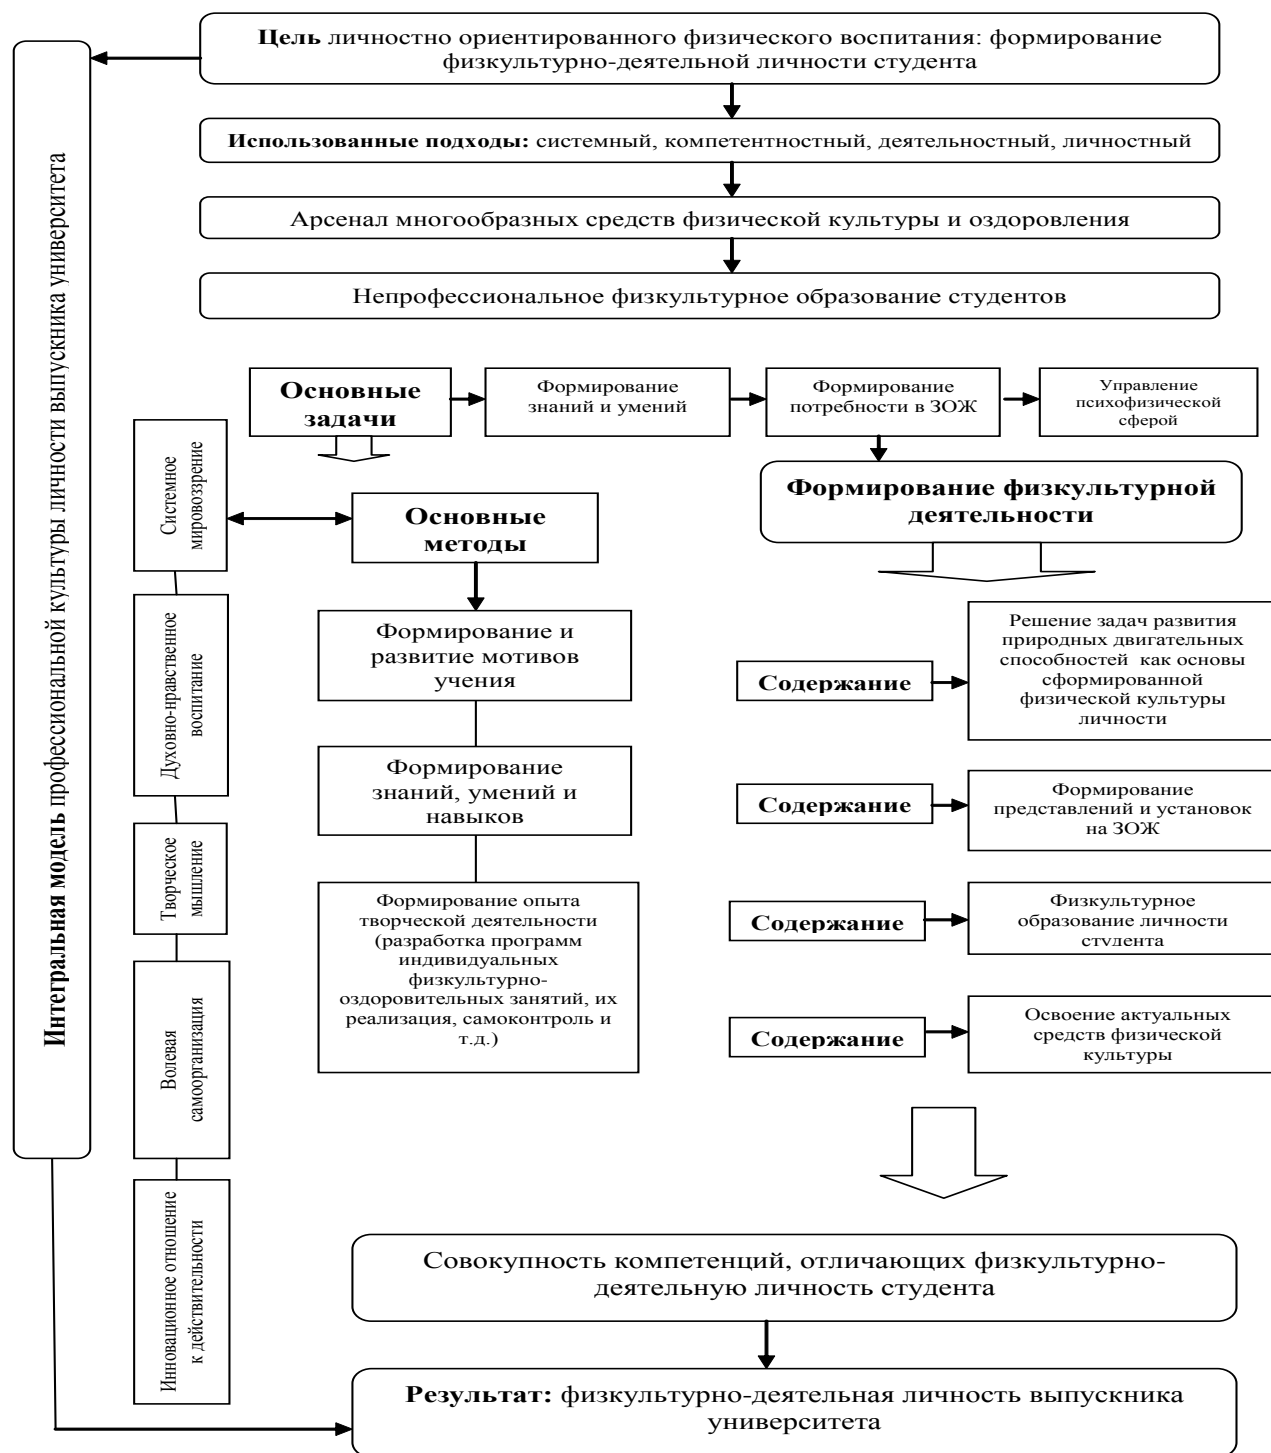 Цель личностно ориентированного физического воспитания: формирование
физкультурно-деятельной личности студента
Использованные подходы: системный, компетентностный, деятельностный, личностный
Арсенал многообразных средств физической культуры и оздоровления
Непрофессиональное физкультурное образование студентов
Интегральная модель профессиональной культуры личности выпускника университета
Основные
задачи
Формирование
знаний и умений
Формирование
потребности в ЗОЖ
Управление
психофизической
сферой
Системное
мировоззрение
Духовно-нравственное
воспитание
Творческое
мышление
Волевая
самоорганизация
Инновационное отношение
к действительности
Основные
методы
Формирование и
развитие мотивов
учения
Формирование
знаний, умений и
навыков
Формирование опыта
творческой деятельности
(разработка программ
индивидуальных
физкультурно-
оздоровительных занятий, их
реализация, самоконтроль и
т.д.)
Формирование физкультурной
деятельности
Содержание
Решение задач развития
природных двигательных
способностей как основы
сформированной
физической культуры
личности
Содержание
Формирование
представлений и установок
на ЗОЖ
Содержание
Физкультурное
образование личности
студента
Содержание
Освоение актуальных
средств физической
культуры
Совокупность компетенций, отличающих физкультурно-
деятельную личность студента
Результат: физкультурно-деятельная личность выпускника
университета